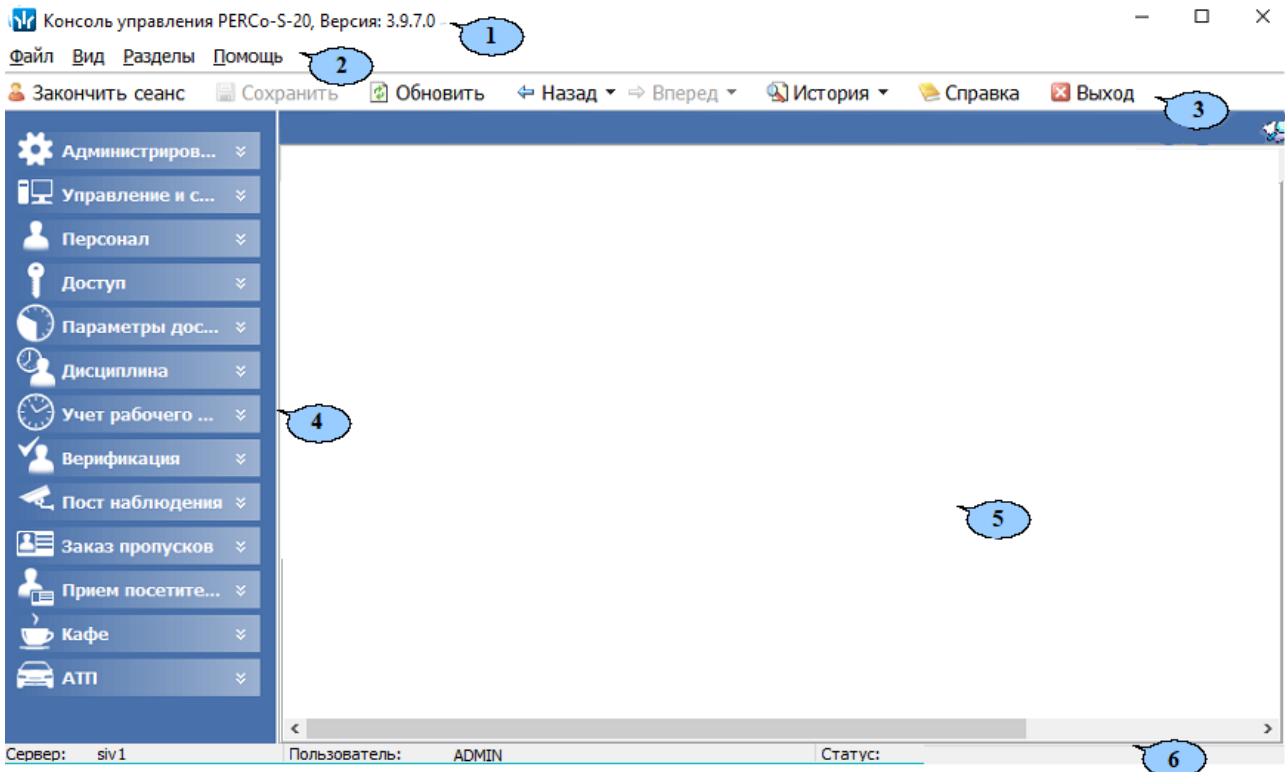 Консоль управления PERCo-S-20, Версия: 3.9.7.0
1
Файл Вид Разделы Помощь
2
Закончить сеанс Сохранить Обновить Назад Вперед История Справка Выход
3
Администриров...
Управление и с...
Персонал
Доступ
Параметры дос...
Дисциплина
Учет рабочего ...
4
Верификация
Пост наблюдения
5
Заказ пропусков
Прием посетите...
Кафе
АТП
Сервер: siv1 Пользователь: ADMIN Статус:
6